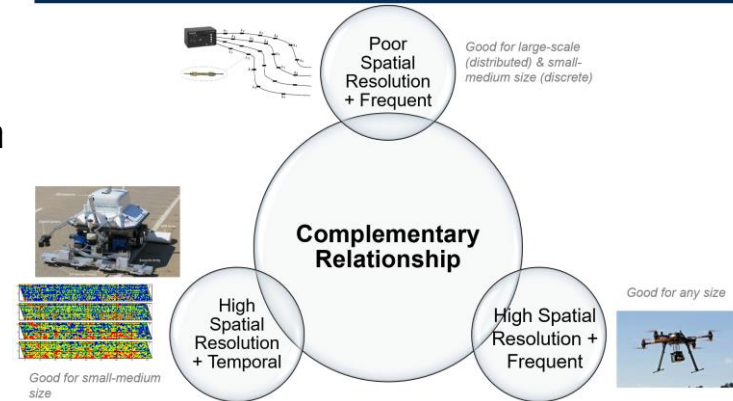 Poor
Spatial
Resolution
+ Frequent
Good for large-scale
(distributed) & small-
medium size (discrete)
Complementary
Relationship
High
Spatial
Resolution
+ Temporal
Good for small-medium
size
High Spatial
Resolution +
Frequent
Good for any size